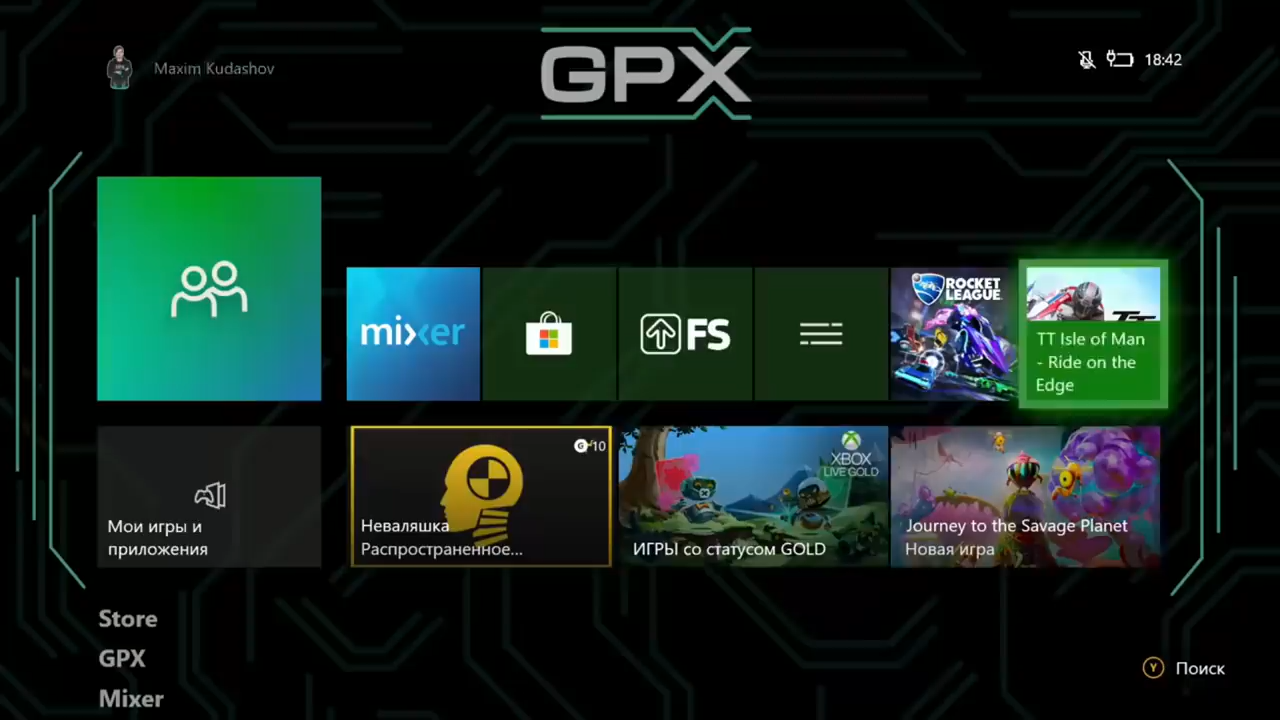 GPX
Maxim Kudashov
18:42
mixer
FS
ROCKET
LEAGUE
TT
TT Isle of Man
- Ride on the
Edge
Мои игры и
приложения
G 10
Неваляшка
Распространенное...
XBOX
LIVE GOLD
ИГРЫ со статусом GOLD
Journey to the Savage Planet
Новая игра
Store
GPX
Mixer
Y Поиск